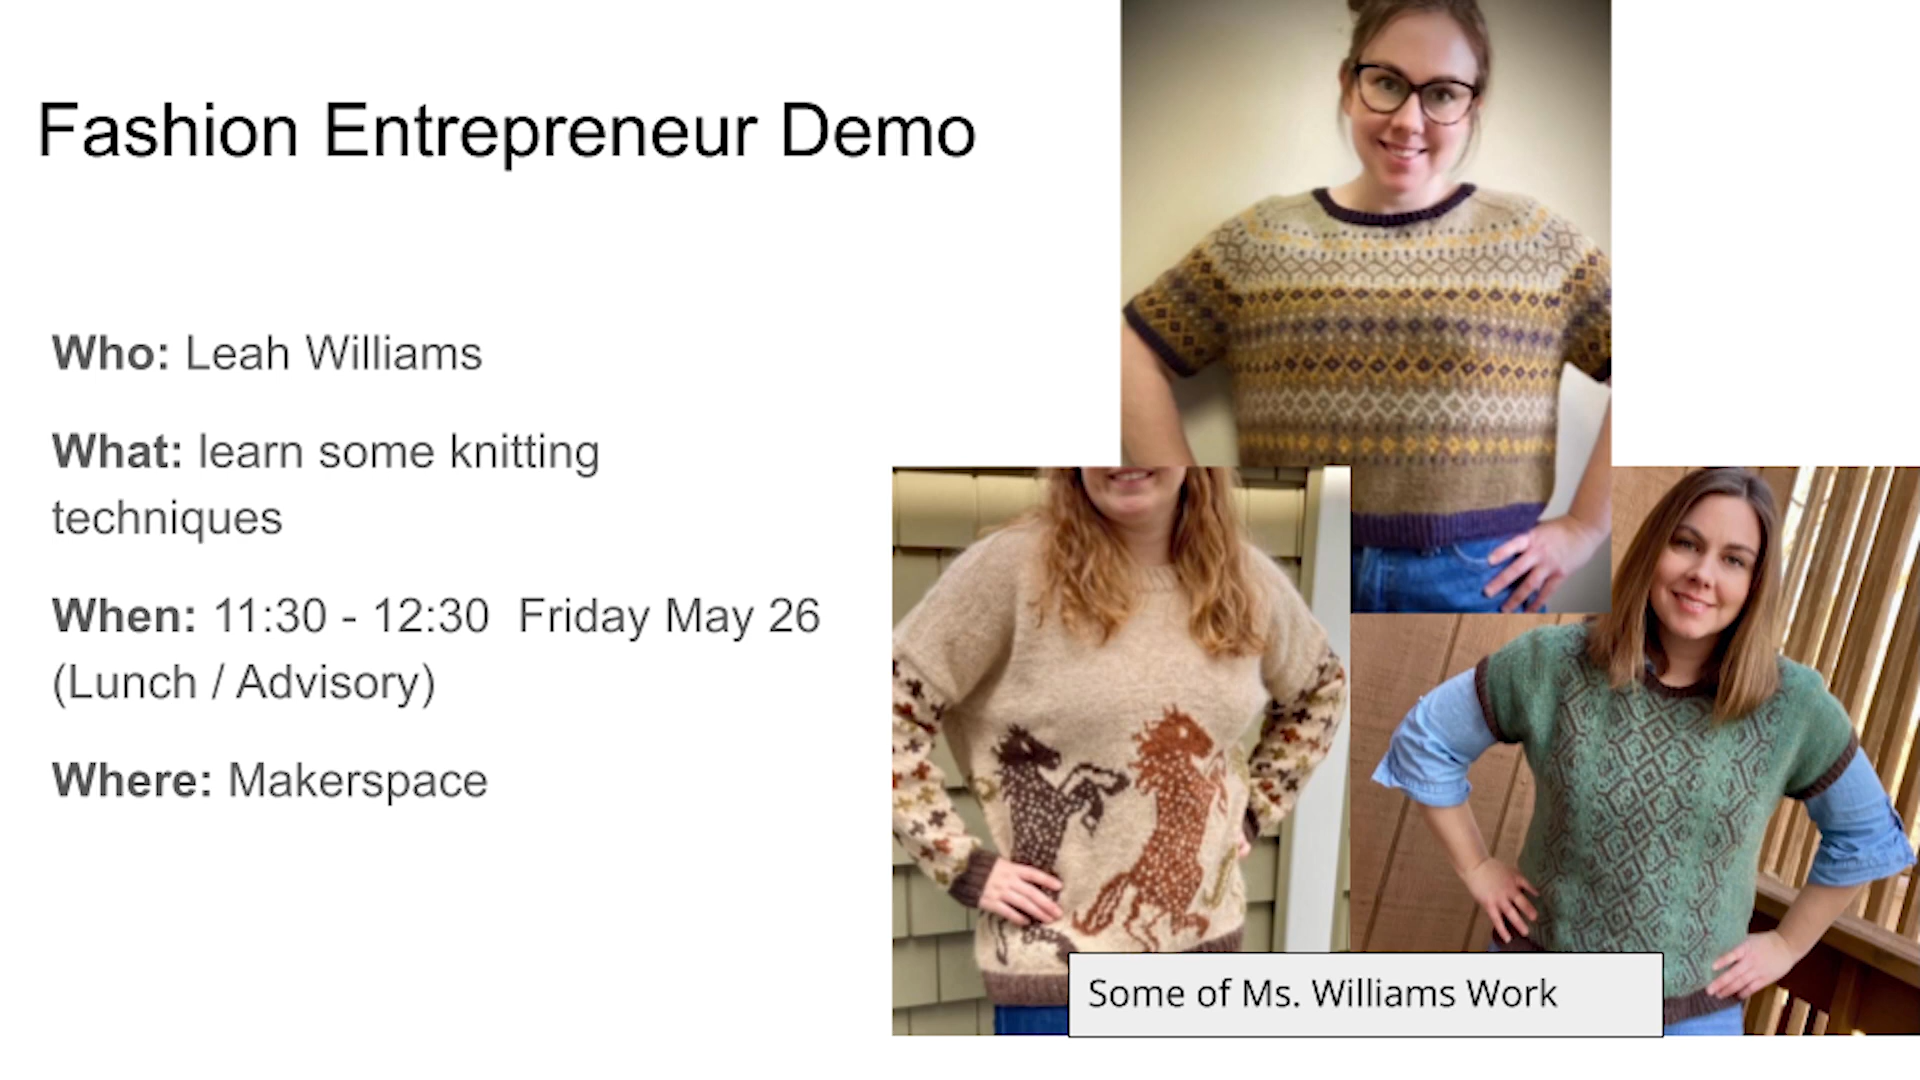 Fashion Entrepreneur Demo
Who: Leah Williams
What: learn some knitting
techniques
When: 11:30 - 12:30 Friday May 26
(Lunch / Advisory)
Where: Makerspace
Some of Ms. Williams Work